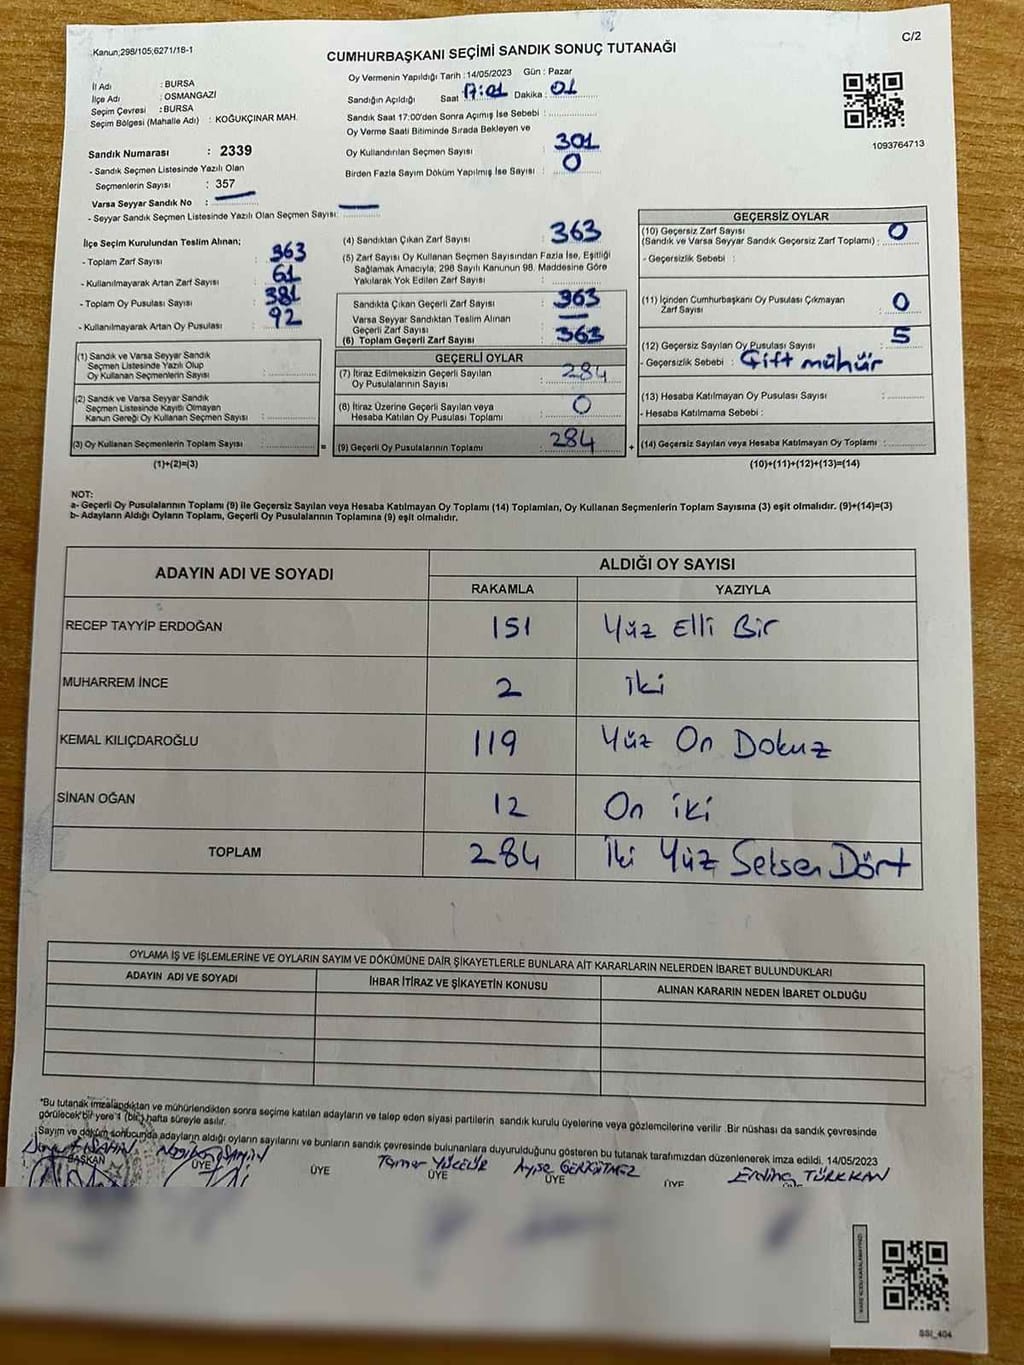 Kanun;298/105;6271/18-1
C/2
CUMHURBAŞKANI SEÇİMİ SANDIK SONUÇ TUTANAĞI
İl Adı : BURSA
İlçe Adı : OSMANGAZİ
Seçim Çevresi : BURSA
Seçim Bölgesi (Mahalle Adı) : KOĞUKÇINAR MAH.
Sandık Numarası : 2339
- Sandık Seçmen Listesinde Yazılı Olan
Seçmenlerin Sayısı : 357
Varsa Seyyar Sandık No :
- Seyyar Sandık Seçmen Listesinde Yazılı Olan Seçmen Sayısı:
Oy Vermenin Yapıldığı Tarih : 14/05/2023 Gün : Pazar
Sandığın Açıldığı Saat 17:01 Dakika : 01
Sandık Saat 17:00'den Sonra Açımış İse Sebebi :
Oy Verme Saati Bitiminde Sırada Bekleyen ve
Oy Kullandırılan Seçmen Sayısı 301
Birden Fazla Sayım Döküm Yapılmış İse Sayısı : 0
1093764713
İlçe Seçim Kurulundan Teslim Alınan;
- Toplam Zarf Sayısı : 363
- Kullanılmayarak Artan Zarf Sayısı : 61
- Toplam Oy Pusulası Sayısı : 381
- Kullanılmayarak Artan Oy Pusulası : 92
(1) Sandık ve Varsa Seyyar Sandık
Seçmen Listesinde Yazılı Olup
Oy Kullanan Seçmenlerin Sayısı :
(2) Sandık ve Varsa Seyyar Sandık
Seçmen Listesinde Kayıtlı Olmayan
Kanun Gereği Oy Kullanan Seçmen Sayısı :
(3) Oy Kullanan Seçmenlerin Toplam Sayısı :
(1)+(2)=(3)
(4) Sandıktan Çıkan Zarf Sayısı : 363
(5) Zarf Sayısı Oy Kullanan Seçmen Sayısından Fazla İse, Eşitliği
Sağlamak Amacıyla, 298 Sayılı Kanunun 98. Maddesine Göre
Yakılarak Yok Edilen Zarf Sayısı :
Sandıkta Çıkan Geçerli Zarf Sayısı : 363
Varsa Seyyar Sandıktan Teslim Alınan
Geçerli Zarf Sayısı :
(6) Toplam Geçerli Zarf Sayısı : 363
GEÇERLİ OYLAR
(7) İtiraz Edilmeksizin Geçerli Sayılan
Oy Pusulalarının Sayısı : 284
(8) İtiraz Üzerine Geçerli Sayılan veya
Hesaba Katılan Oy Pusulası Toplamı : 0
(9) Geçerli Oy Pusulalarının Toplamı : 284
=
+
GEÇERSİZ OYLAR
(10) Geçersiz Zarf Sayısı
(Sandık ve Varsa Seyyar Sandık Geçersiz Zarf Toplamı) : 0
- Geçersizlik Sebebi :
(11) İçinden Cumhurbaşkanı Oy Pusulası Çıkmayan
Zarf Sayısı : 0
(12) Geçersiz Sayılan Oy Pusulası Sayısı : 5
- Geçersizlik Sebebi : Çift mühür
(13) Hesaba Katılmayan Oy Pusulası Sayısı :
- Hesaba Katılmama Sebebi :
(14) Geçersiz Sayılan veya Hesaba Katılmayan Oy Toplamı :
(10)+(11)+(12)+(13)=(14)
NOT:
a- Geçerli Oy Pusulalarının Toplamı (9) ile Geçersiz Sayılan veya Hesaba Katılmayan Oy Toplamı (14) Toplamları, Oy Kullanan Seçmenlerin Toplam Sayısına (3) eşit olmalıdır. (9)+(14)=(3)
b- Adayların Aldığı Oyların Toplamı, Geçerli Oy Pusulalarının Toplamına (9) eşit olmalıdır.
ADAYIN ADI VE SOYADI
ALDIĞI OY SAYISI
RAKAMLA YAZIYLA
RECEP TAYYİP ERDOĞAN 151 Yüz Elli Bir
MUHARREM İNCE 2 iki
KEMAL KILIÇDAROĞLU 119 Yüz On Dokuz
SİNAN OĞAN 12 On iki
TOPLAM 284 İki Yüz Seksen Dört
OYLAMA İŞ VE İŞLEMLERİNE VE OYLARIN SAYIM VE DÖKÜMÜNE DAİR ŞİKAYETLERLE BUNLARA AİT KARARLARIN NELERDEN İBARET BULUNDUKLARI
ADAYIN ADI VE SOYADI İHBAR İTİRAZ VE ŞİKAYETİN KONUSU ALINAN KARARIN NEDEN İBARET OLDUĞU
*Bu tutanak imzalandıktan ve mühürlendikten sonra seçime katılan adayların ve talep eden siyasi partilerin sandık kurulu üyelerine veya gözlemcilerine verilir .Bir nüshası da sandık çevresinde
görülecek bir yere 1 (bir) hafta süreyle asılır.
Sayım ve döküm sonucunda adayların aldığı oyların sayılarını ve bunların sandık çevresinde bulunanlara duyurulduğunu gösteren bu tutanak tarafımızdan düzenlenerek imza edildi. 14/05/2023
ŞAHİN
Tamer YÜCELİR
Erdinç TÜRKKAN
BAŞKAN ÜYE ÜYE ÜYE ÜYE ÜYE
SSİ_404